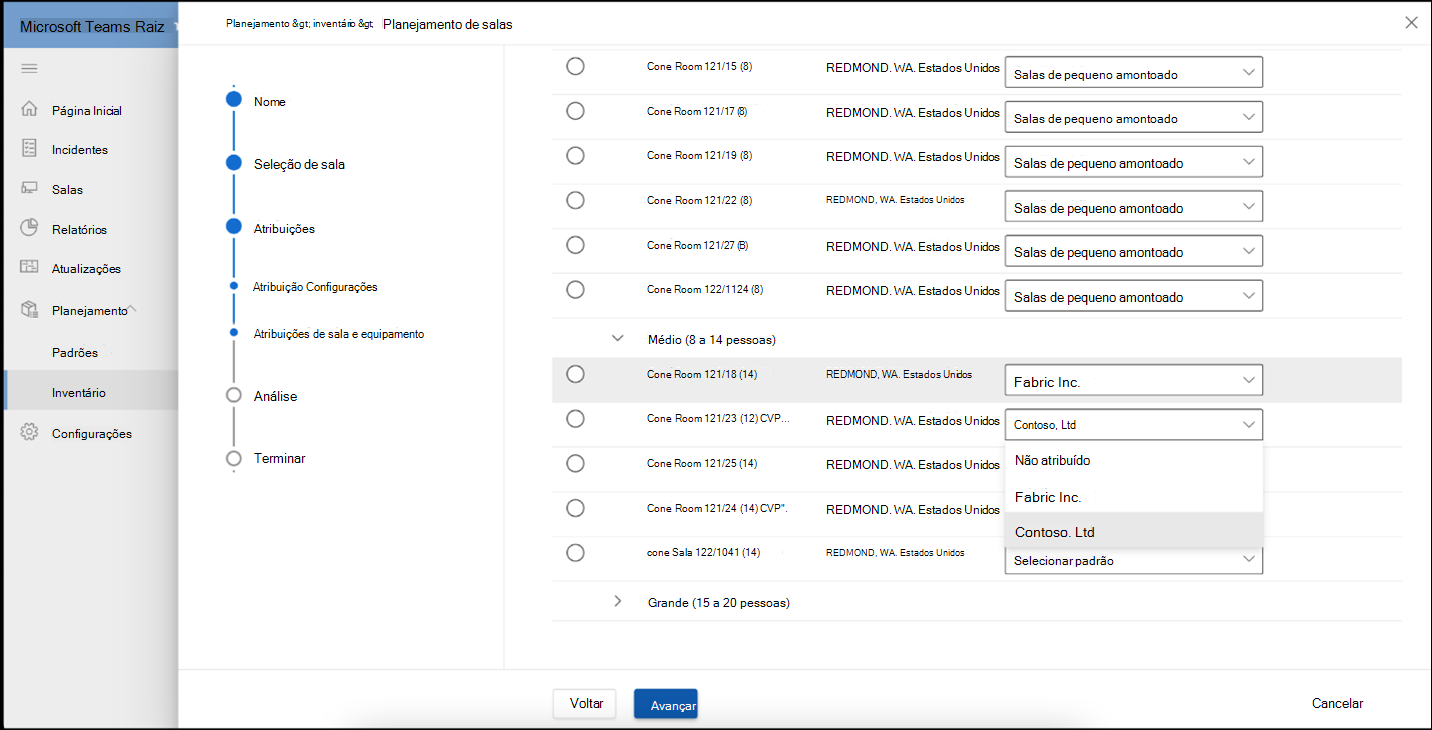 Microsoft Teams Raiz
Planejamento &gt; inventário &gt; Planejamento de salas
Página Inicial
Incidentes
Salas
Relatórios
Atualizações
Planejamento
Padrões
Inventário
Configurações
Nome
Seleção de sala
Atribuições
Atribuição Configurações
Atribuições de sala e equipamento
Análise
Terminar
Cone Room 121/15 (8) REDMOND. WA. Estados Unidos Salas de pequeno amontoado
Cone Room 121/17 (8) REDMOND. WA. Estados Unidos Salas de pequeno amontoado
Cone Room 121/19 (8) REDMOND. WA. Estados Unidos Salas de pequeno amontoado
Cone Room 121/22 (8) REDMOND, WA. Estados Unidos Salas de pequeno amontoado
Cone Room 121/27 (B) REDMOND. WA. Estados Unidos Salas de pequeno amontoado
Cone Room 122/1124 (8) REDMOND. WA. Estados Unidos Salas de pequeno amontoado
Médio (8 a 14 pessoas)
Cone Room 121/18 (14) REDMOND, WA. Estados Unidos Fabric Inc.
Cone Room 121/23 (12) CVP... REDMOND. WA. Estados Unidos Contoso, Ltd
Cone Room 121/25 (14) REDMOND. WA. Estados Unidos
Cone Room 121/24 (14) CVP". REDMOND. WA. Estados Unidos
cone Sala 122/1041 (14) REDMOND, WA. Estados Unidos Selecionar padrão
Não atribuído
Fabric Inc.
Contoso. Ltd
Grande (15 a 20 pessoas)
Voltar
Avançar
Cancelar